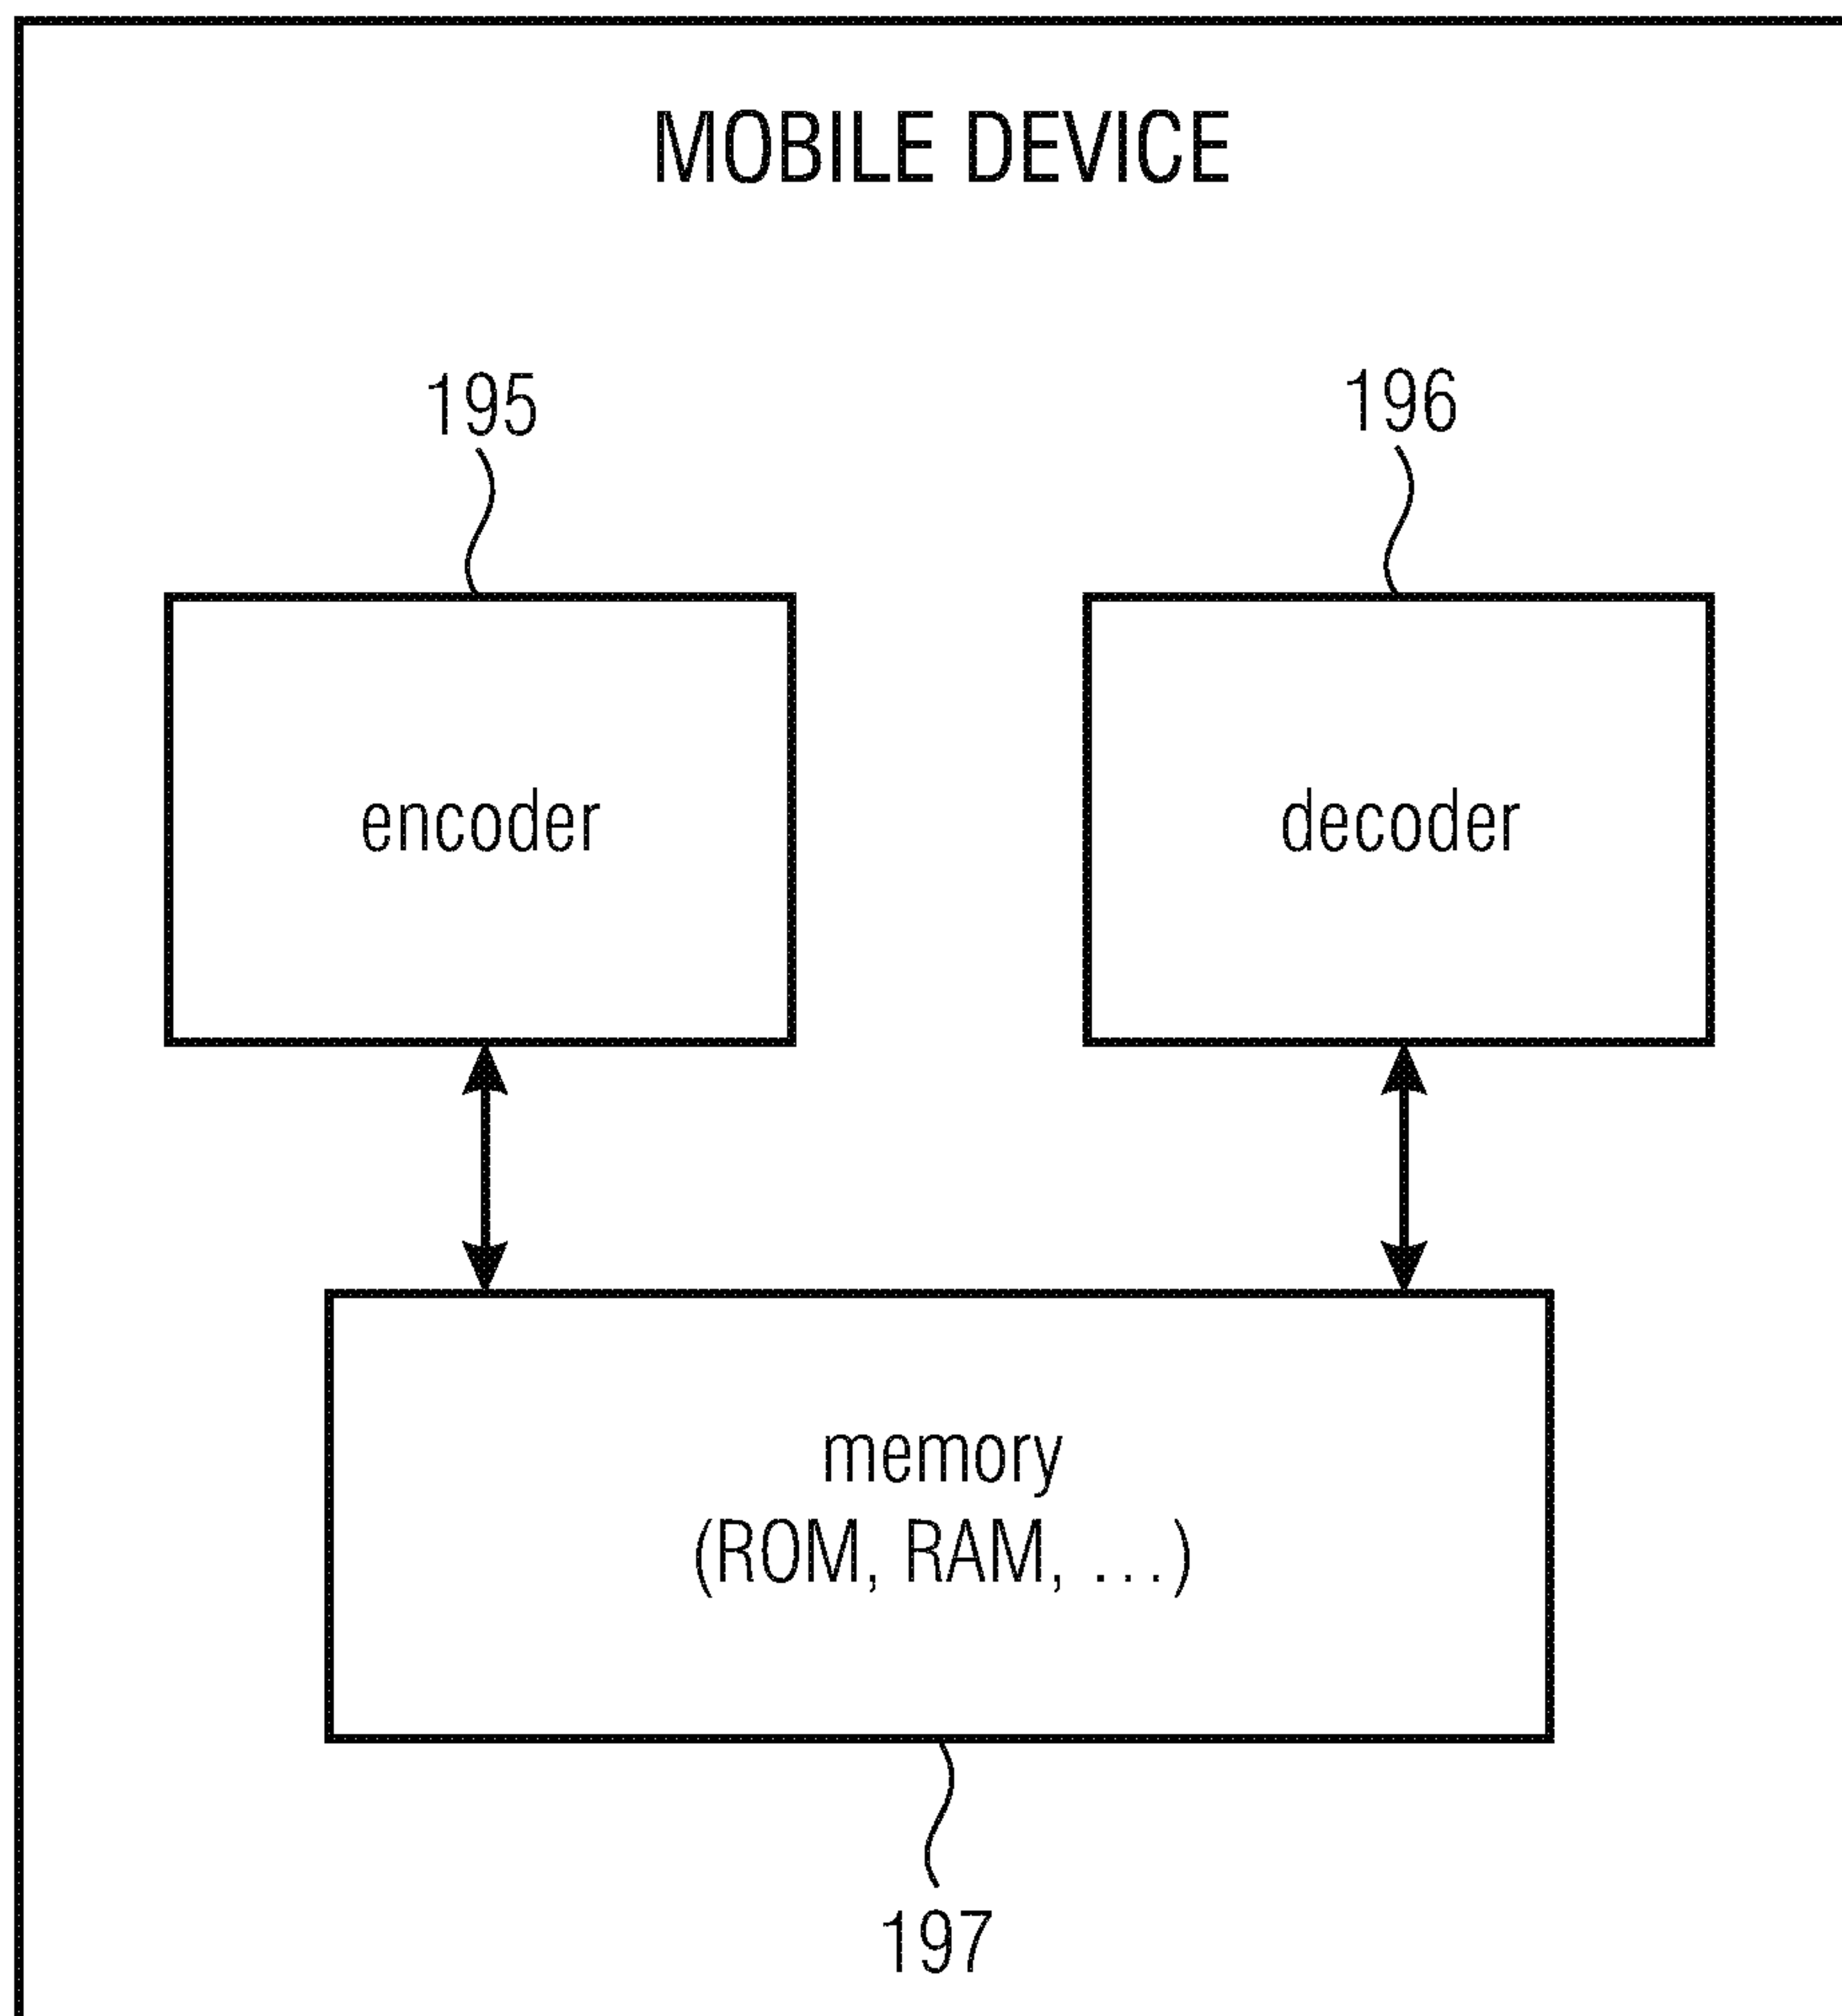 MOBILE DEVICE
195
196
encoder
decoder
memory
(ROM, RAM, ...)
197